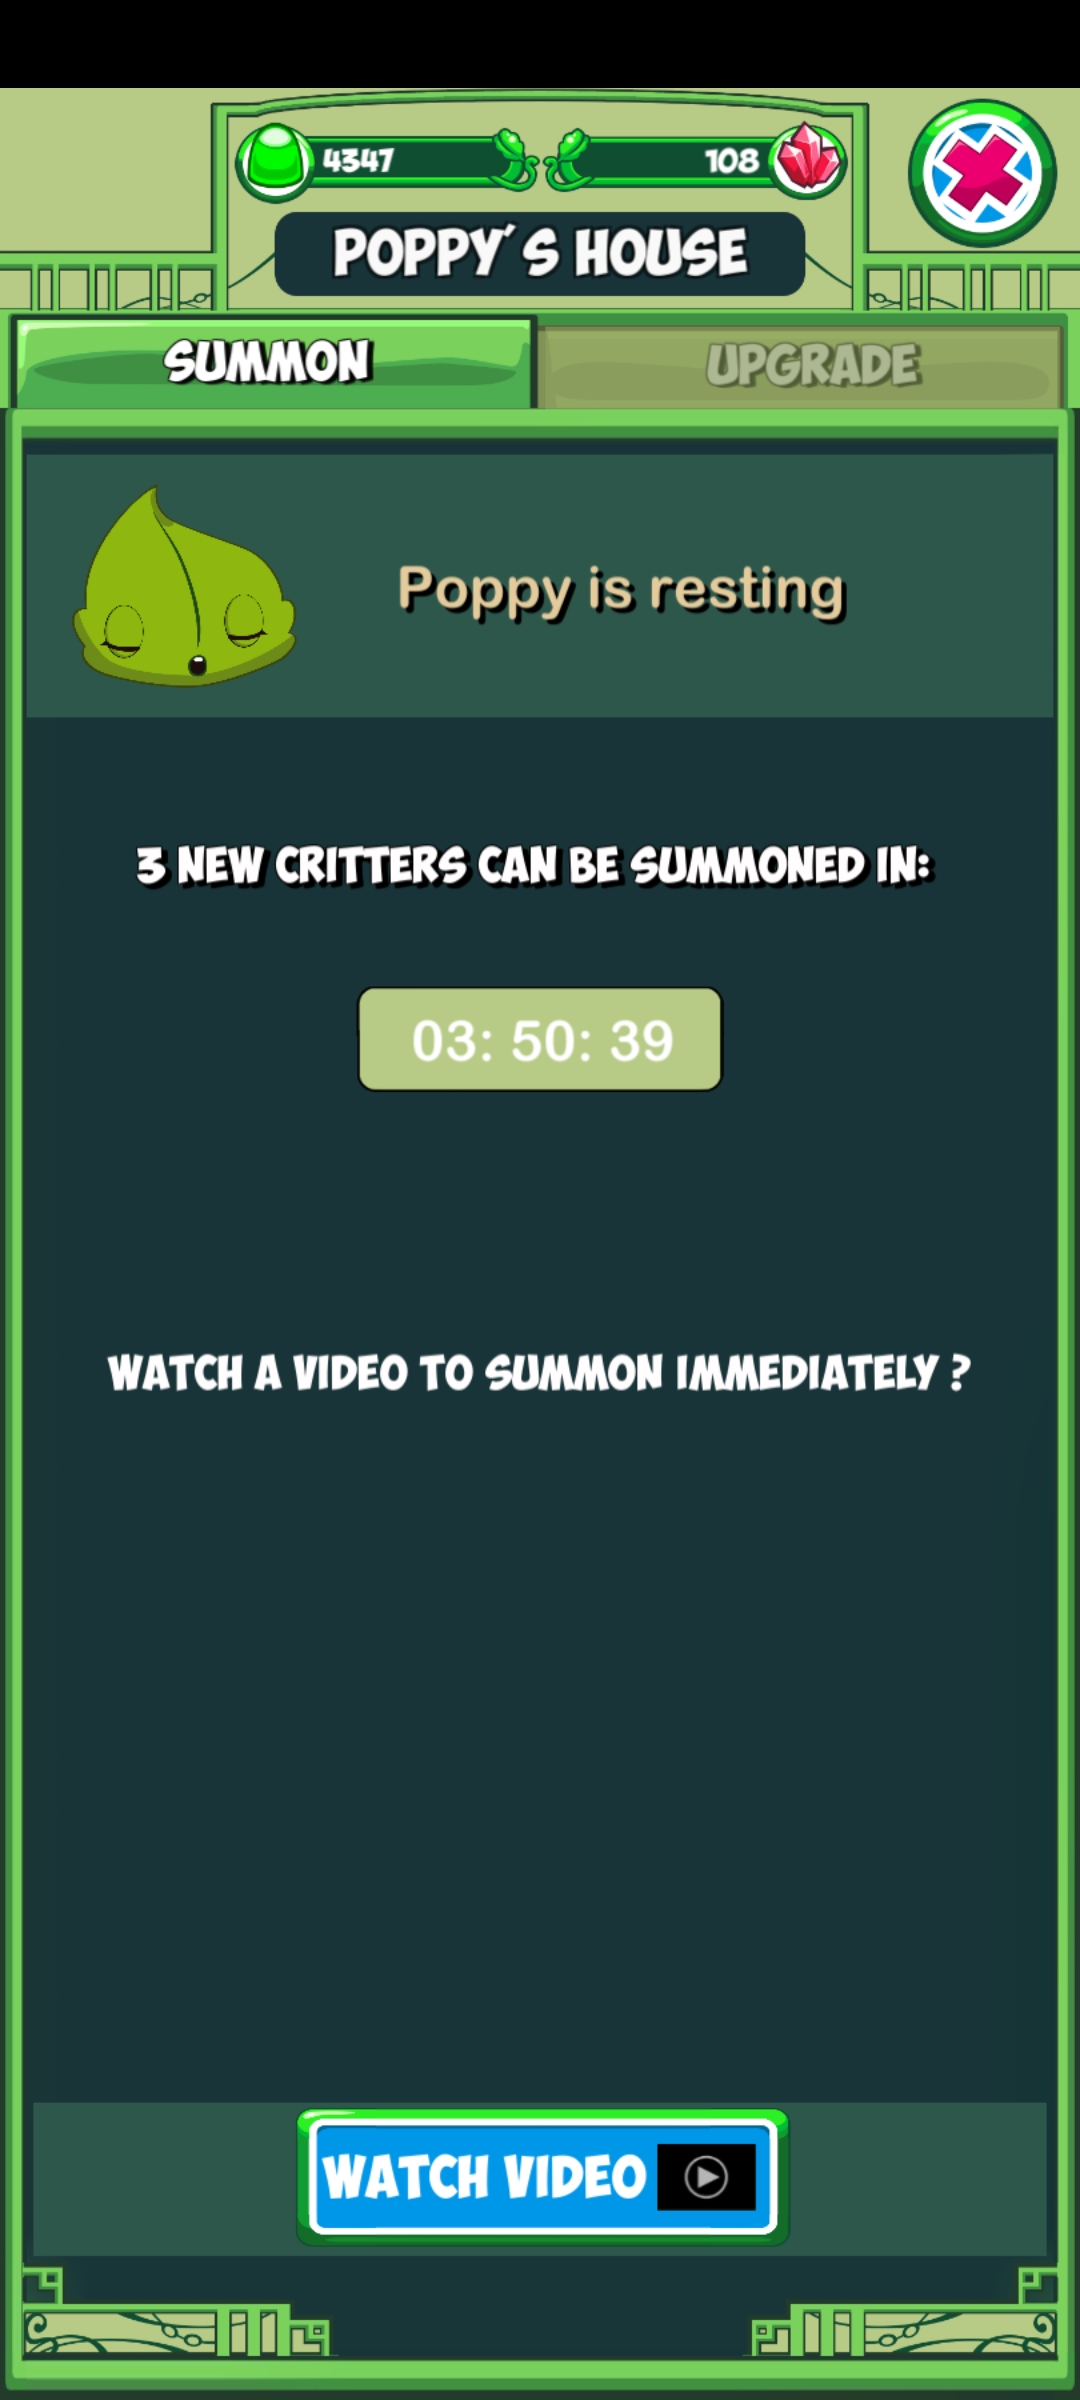 4347
108
POPPY´S HOUSE
SUMMON
UPGRADE
Poppy is resting
3 NEW CRITTERS CAN BE SUMMONED IN:
03: 50: 39
WATCH A VIDEO TO SUMMON IMMEDIATELY ?
WATCH VIDEO